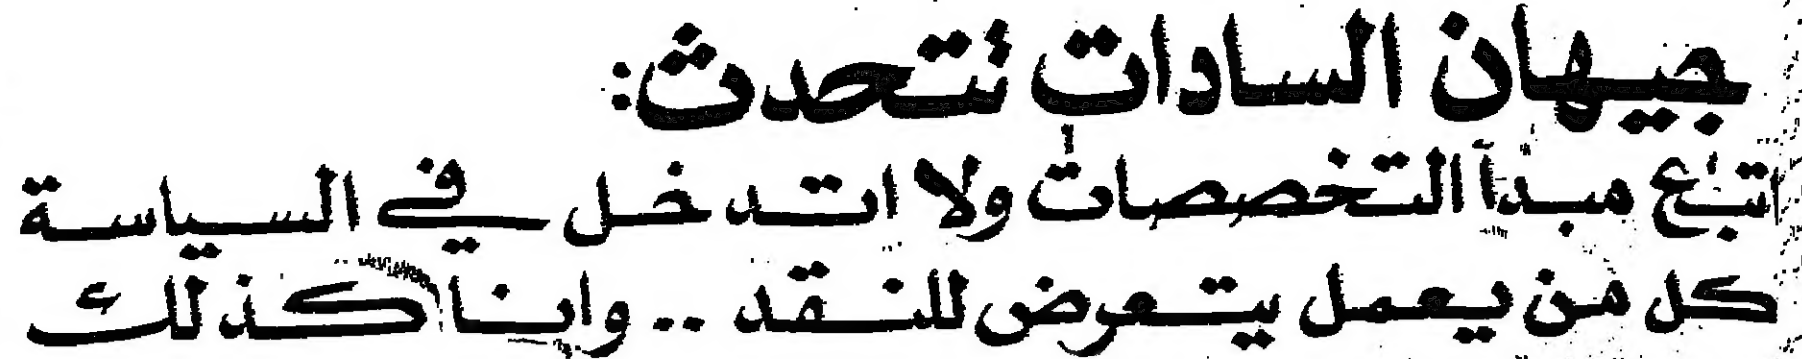 جيهان السادات تتحدث:
اتبع مبدأ التخصصات ولا اتدخل في السياسة
كل من يعمل يتعرض للنقد .. وانا كذلك